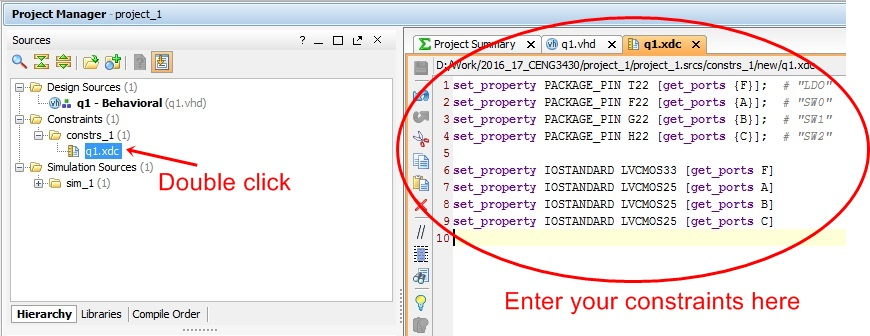 Project Manager - project_1
Sources
Design Sources (1)
q1 - Behavioral (q1.vhd)
Constraints (1)
constrs_1 (1)
q1.xdc
Simulation Sources (1)
sim_1 (1)
Double click
Hierarchy Libraries Compile Order
Project Summary q1.vhd q1.xdc
D:/Work/2016_17_CENG3430/project_1/project_1.srcs/constrs_1/new/q1.xdc
1 set_property PACKAGE_PIN T22 [get_ports {F}]; # "LD0"
2 set_property PACKAGE_PIN F22 [get_ports {A}]; # "SW0"
3 set_property PACKAGE_PIN G22 [get_ports {B}]; # "SW1"
4 set_property PACKAGE_PIN H22 [get_ports {C}]; # "SW2"
5
6 set_property IOSTANDARD LVCMOS33 [get_ports F]
7 set_property IOSTANDARD LVCMOS25 [get_ports A]
8 set_property IOSTANDARD LVCMOS25 [get_ports B]
9 set_property IOSTANDARD LVCMOS25 [get_ports C]
10
Enter your constraints here